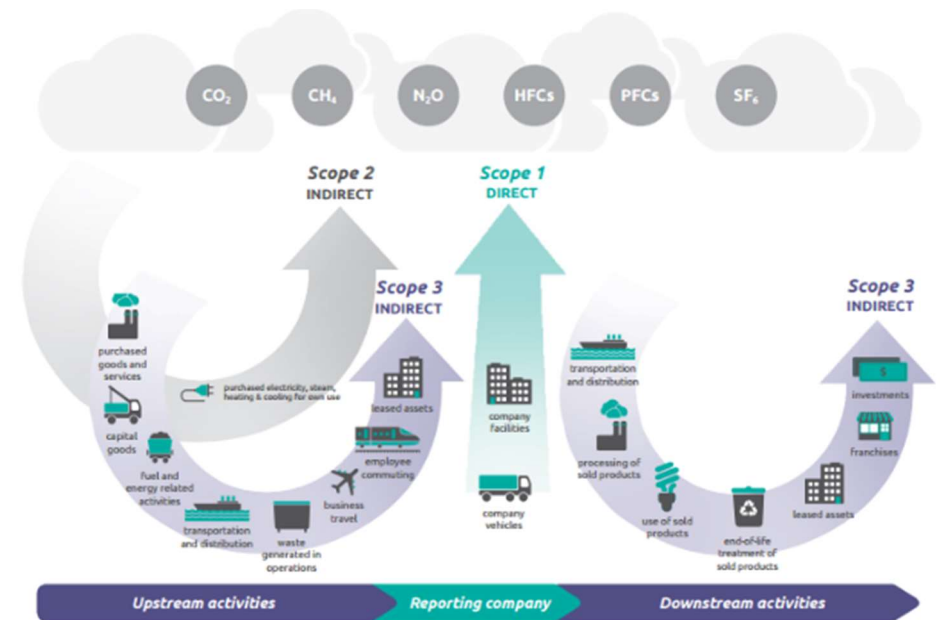 CO₂
CH₄
N₂O
HFCs
PFCs
SF₆
Scope 2
INDIRECT
Scope 1
DIRECT
Scope 3
INDIRECT
Scope 3
INDIRECT
purchased
goods and
services
capital
goods
fuel and
energy related
activities
transportation
and distribution
waste
generated in
operations
business
travel
employee
commuting
leased assets
purchased electricity, steam,
heating & cooling for own use
company
facilities
company
vehicles
transportation
and distribution
processing of
sold products
use of sold
products
end-of-life
treatment of
sold products
leased assets
franchises
investments
$
Upstream activities
Reporting company
Downstream activities